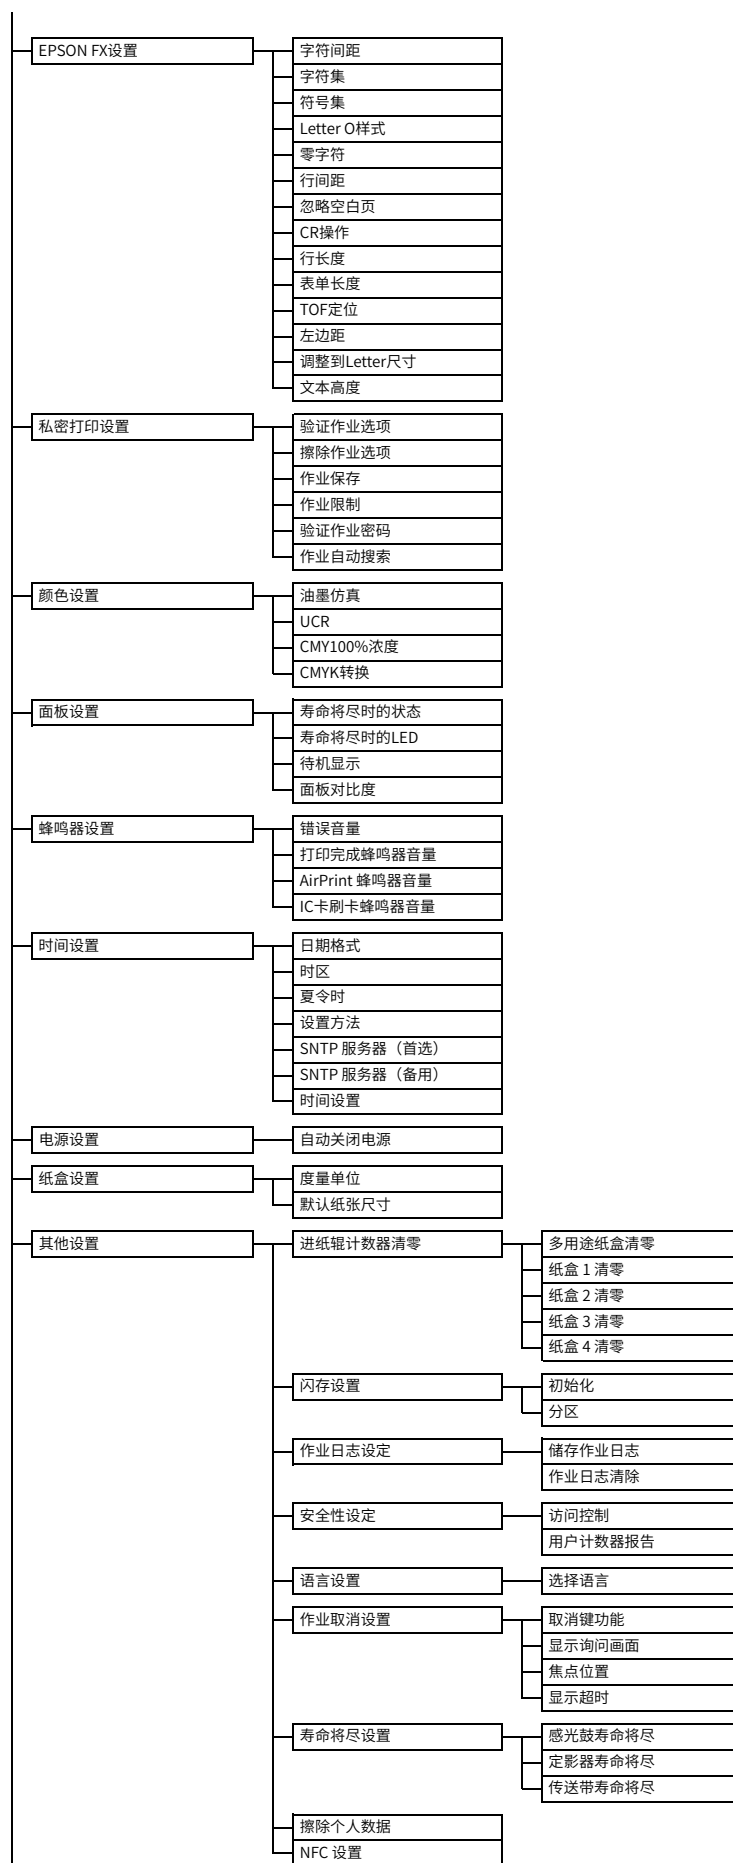 EPSON FX设置
字符间距
字符集
符号集
Letter O样式
零字符
行间距
忽略空白页
CR操作
行长度
表单长度
TOF定位
左边距
调整到Letter尺寸
文本高度
私密打印设置
验证作业选项
擦除作业选项
作业保存
作业限制
验证作业密码
作业自动搜索
颜色设置
油墨仿真
UCR
CMY100%浓度
CMYK转换
面板设置
寿命将尽时的状态
寿命将尽时的LED
待机显示
面板对比度
蜂鸣器设置
错误音量
打印完成蜂鸣器音量
AirPrint 蜂鸣器音量
IC卡刷卡蜂鸣器音量
时间设置
日期格式
时区
夏令时
设置方法
SNTP 服务器（首选）
SNTP 服务器（备用）
时间设置
电源设置
自动关闭电源
纸盒设置
度量单位
默认纸张尺寸
其他设置
进纸辊计数器清零
多用途纸盒清零
纸盒 1 清零
纸盒 2 清零
纸盒 3 清零
纸盒 4 清零
闪存设置
初始化
分区
作业日志设定
储存作业日志
作业日志清除
安全性设定
访问控制
用户计数器报告
语言设置
选择语言
作业取消设置
取消键功能
显示询问画面
焦点位置
显示超时
寿命将尽设置
感光鼓寿命将尽
定影器寿命将尽
传送带寿命将尽
擦除个人数据
NFC 设置